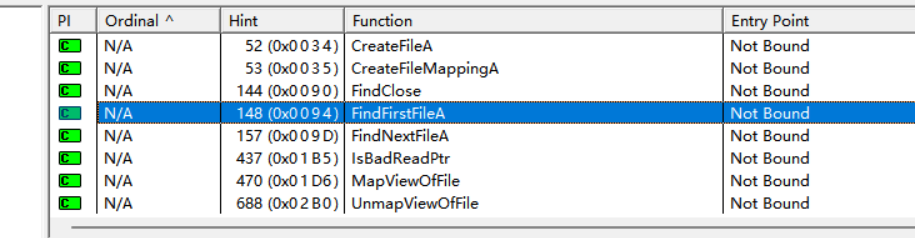 PI Ordinal ^ Hint Function Entry Point
C N/A 52 (0x0034) CreateFileA Not Bound
C N/A 53 (0x0035) CreateFileMappingA Not Bound
C N/A 144 (0x0090) FindClose Not Bound
C N/A 148 (0x0094) FindFirstFileA Not Bound
C N/A 157 (0x009D) FindNextFileA Not Bound
C N/A 437 (0x01B5) IsBadReadPtr Not Bound
C N/A 470 (0x01D6) MapViewOfFile Not Bound
C N/A 688 (0x02B0) UnmapViewOfFile Not Bound